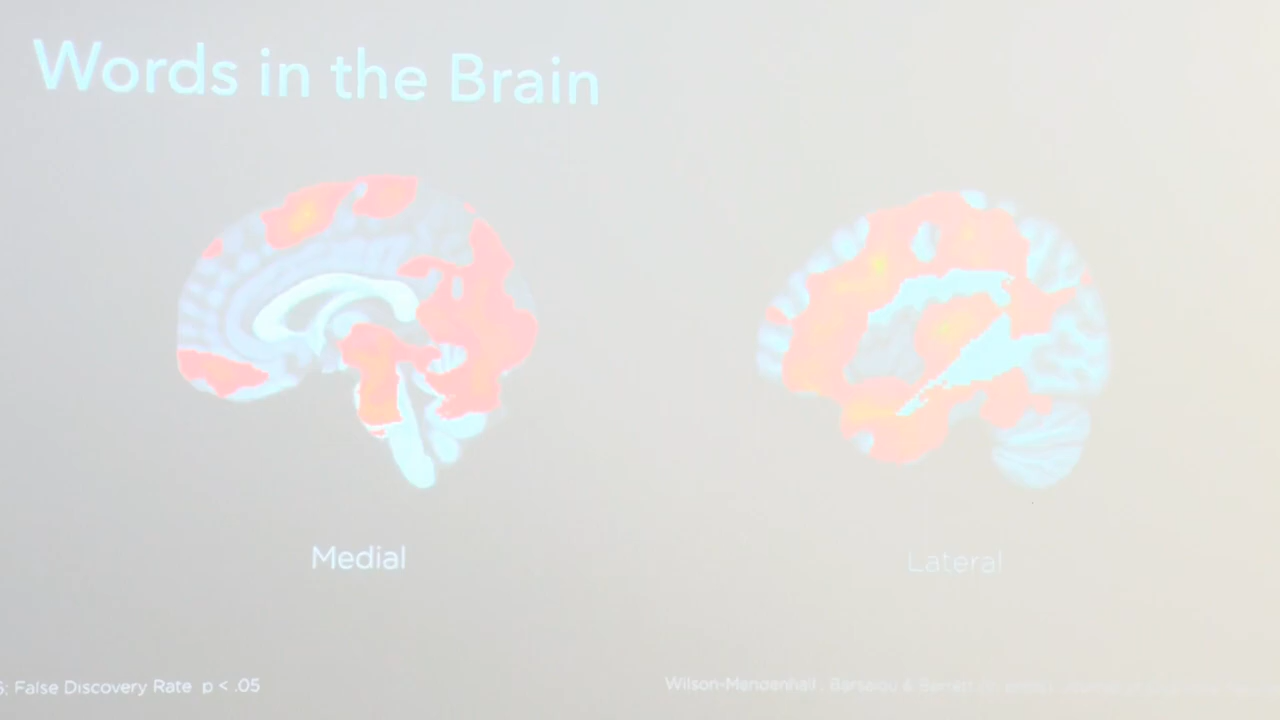 Words in the Brain
Medial
Lateral
; False Discovery Rate p < .05
Wilson-Mendenhall, Barsalou & Barrett